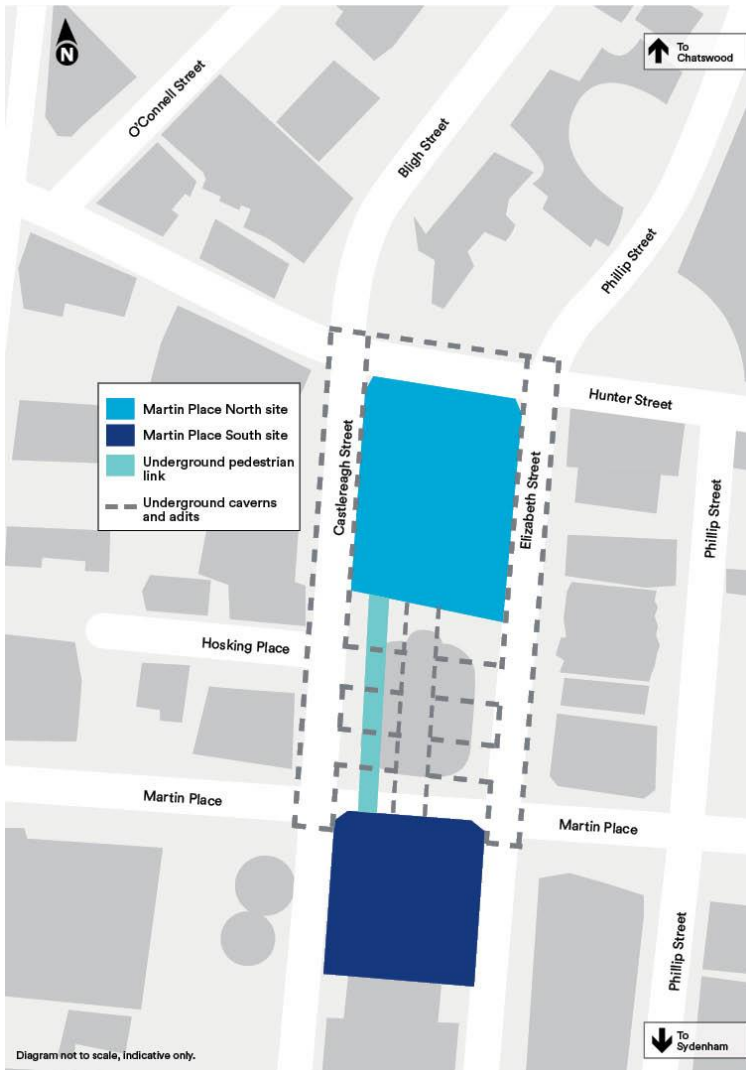 N
To
Chatswood
O'Connell Street
Bligh Street
Phillip Street
Hunter Street
Martin Place North site
Martin Place South site
Underground pedestrian
link
Underground caverns
and adits
Castlereagh Street
Elizabeth Street
Phillip Street
Hosking Place
Martin Place
Martin Place
Phillip Street
To
Sydenham
Diagram not to scale, indicative only.